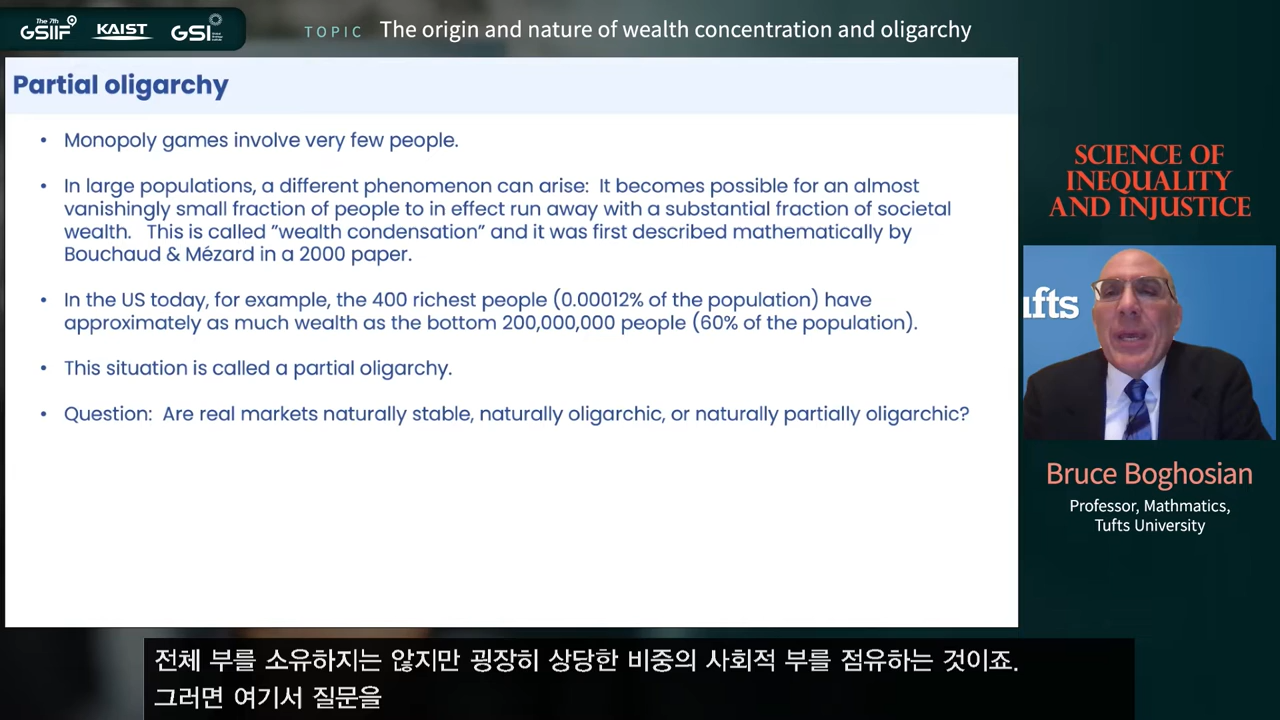 The 7th
GSIIF
KAIST
GSI
TOPIC The origin and nature of wealth concentration and oligarchy
Partial oligarchy
• Monopoly games involve very few people.
• In large populations, a different phenomenon can arise: It becomes possible for an almost
vanishingly small fraction of people to in effect run away with a substantial fraction of societal
wealth. This is called ”wealth condensation” and it was first described mathematically by
Bouchaud & Mézard in a 2000 paper.
• In the US today, for example, the 400 richest people (0.00012% of the population) have
approximately as much wealth as the bottom 200,000,000 people (60% of the population).
• This situation is called a partial oligarchy.
• Question: Are real markets naturally stable, naturally oligarchic, or naturally partially oligarchic?
SCIENCE OF
INEQUALITY
AND INJUSTICE
ufts
Bruce Boghosian
Professor, Mathmatics,
Tufts University
전체 부를 소유하지는 않지만 굉장히 상당한 비중의 사회적 부를 점유하는 것이죠.
그러면 여기서 질문을